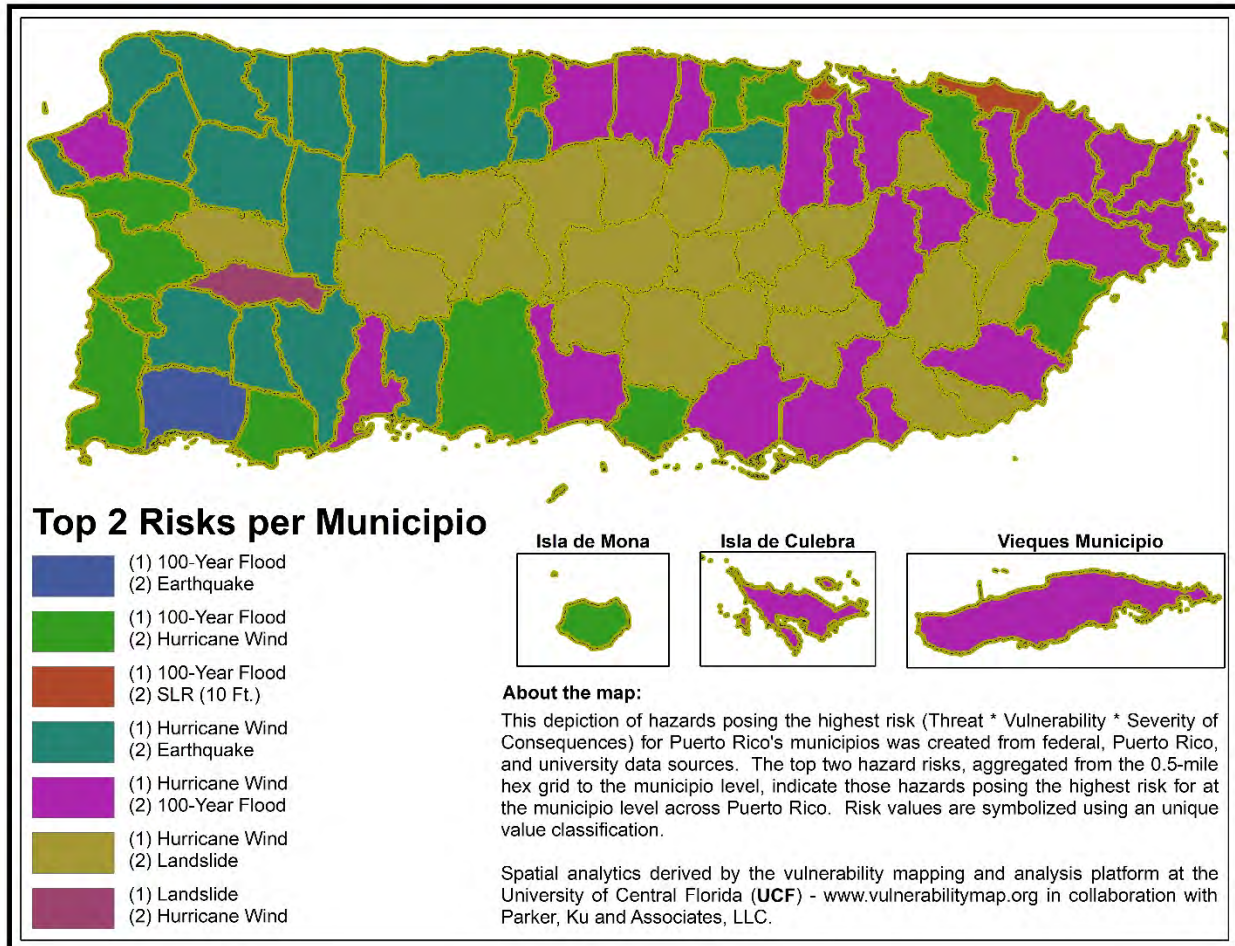 Top 2 Risks per Municipio
(1) 100-Year Flood
(2) Earthquake
(1) 100-Year Flood
(2) Hurricane Wind
(1) 100-Year Flood
(2) SLR (10 Ft.)
(1) Hurricane Wind
(2) Earthquake
(1) Hurricane Wind
(2) 100-Year Flood
(1) Hurricane Wind
(2) Landslide
(1) Landslide
(2) Hurricane Wind
Isla de Mona
Isla de Culebra
Vieques Municipio
About the map:
This depiction of hazards posing the highest risk (Threat * Vulnerability * Severity of
Consequences) for Puerto Rico's municipios was created from federal, Puerto Rico,
and university data sources. The top two hazard risks, aggregated from the 0.5-mile
hex grid to the municipio level, indicate those hazards posing the highest risk for at
the municipio level across Puerto Rico. Risk values are symbolized using an unique
value classification.
Spatial analytics derived by the vulnerability mapping and analysis platform at the
University of Central Florida (UCF) - www.vulnerabilitymap.org in collaboration with
Parker, Ku and Associates, LLC.